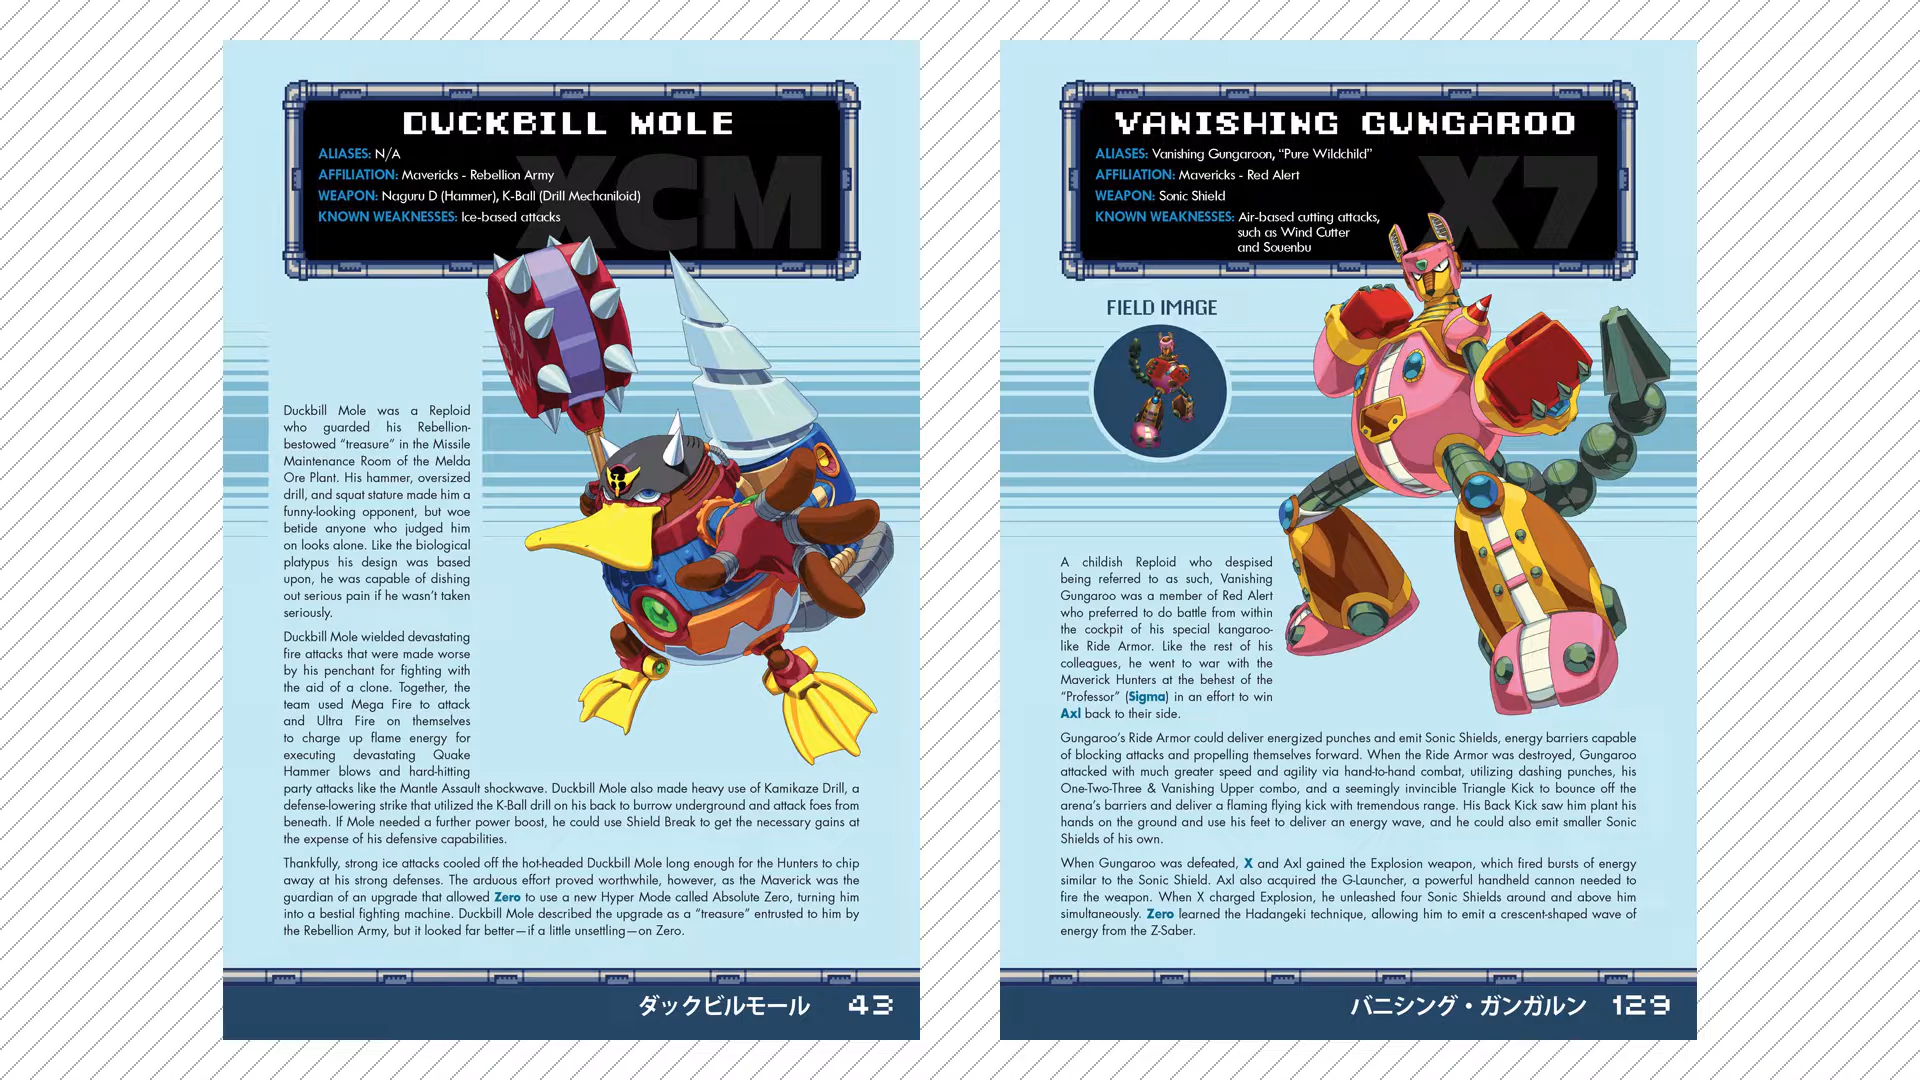 DUCKBILL MOLE
ALIASES: N/A
AFFILIATION: Mavericks - Rebellion Army
WEAPON: Naguru D (Hammer), K-Ball (Drill Mechaniloid)
KNOWN WEAKNESSES: Ice-based attacks
XCM
Duckbill Mole was a Reploid
who guarded his Rebellion-
bestowed “treasure” in the Missile
Maintenance Room of the Melda
Ore Plant. His hammer, oversized
drill, and squat stature made him a
funny-looking opponent, but woe
betide anyone who judged him
on looks alone. Like the biological
platypus his design was based
upon, he was capable of dishing
out serious pain if he wasn’t taken
seriously.
Duckbill Mole wielded devastating
fire attacks that were made worse
by his penchant for fighting with
the aid of a clone. Together, the
team used Mega Fire to attack
and Ultra Fire on themselves
to charge up flame energy for
executing devastating Quake
Hammer blows and hard-hitting
party attacks like the Mantle Assault shockwave. Duckbill Mole also made heavy use of Kamikaze Drill, a
defense-lowering strike that utilized the K-Ball drill on his back to burrow underground and attack foes from
beneath. If Mole needed a further power boost, he could use Shield Break to get the necessary gains at
the expense of his defensive capabilities.
Thankfully, strong ice attacks cooled off the hot-headed Duckbill Mole long enough for the Hunters to chip
away at his strong defenses. The arduous effort proved worthwhile, however, as the Maverick was the
guardian of an upgrade that allowed Zero to use a new Hyper Mode called Absolute Zero, turning him
into a bestial fighting machine. Duckbill Mole described the upgrade as a “treasure” entrusted to him by
the Rebellion Army, but it looked far better—if a little unsettling—on Zero.
ダックビルモール 43
VANISHING GUNGAROO
ALIASES: Vanishing Gungaroon, “Pure Wildchild”
AFFILIATION: Mavericks - Red Alert
WEAPON: Sonic Shield
KNOWN WEAKNESSES: Air-based cutting attacks,
such as Wind Cutter
and Souenbu
X7
FIELD IMAGE
A childish Reploid who despised
being referred to as such, Vanishing
Gungaroo was a member of Red Alert
who preferred to do battle from within
the cockpit of his special kangaroo-
like Ride Armor. Like the rest of his
colleagues, he went to war with the
Maverick Hunters at the behest of the
“Professor” (Sigma) in an effort to win
Axl back to their side.
Gungaroo’s Ride Armor could deliver energized punches and emit Sonic Shields, energy barriers capable
of blocking attacks and propelling themselves forward. When the Ride Armor was destroyed, Gungaroo
attacked with much greater speed and agility via hand-to-hand combat, utilizing dashing punches, his
One-Two-Three & Vanishing Upper combo, and a seemingly invincible Triangle Kick to bounce off the
arena’s barriers and deliver a flaming flying kick with tremendous range. His Back Kick saw him plant his
hands on the ground and use his feet to deliver an energy wave, and he could also emit smaller Sonic
Shields of his own.
When Gungaroo was defeated, X and Axl gained the Explosion weapon, which fired bursts of energy
similar to the Sonic Shield. Axl also acquired the G-Launcher, a powerful handheld cannon needed to
fire the weapon. When X charged Explosion, he unleashed four Sonic Shields around and above him
simultaneously. Zero learned the Hadangeki technique, allowing him to emit a crescent-shaped wave of
energy from the Z-Saber.
バニシング・ガンガルン 129